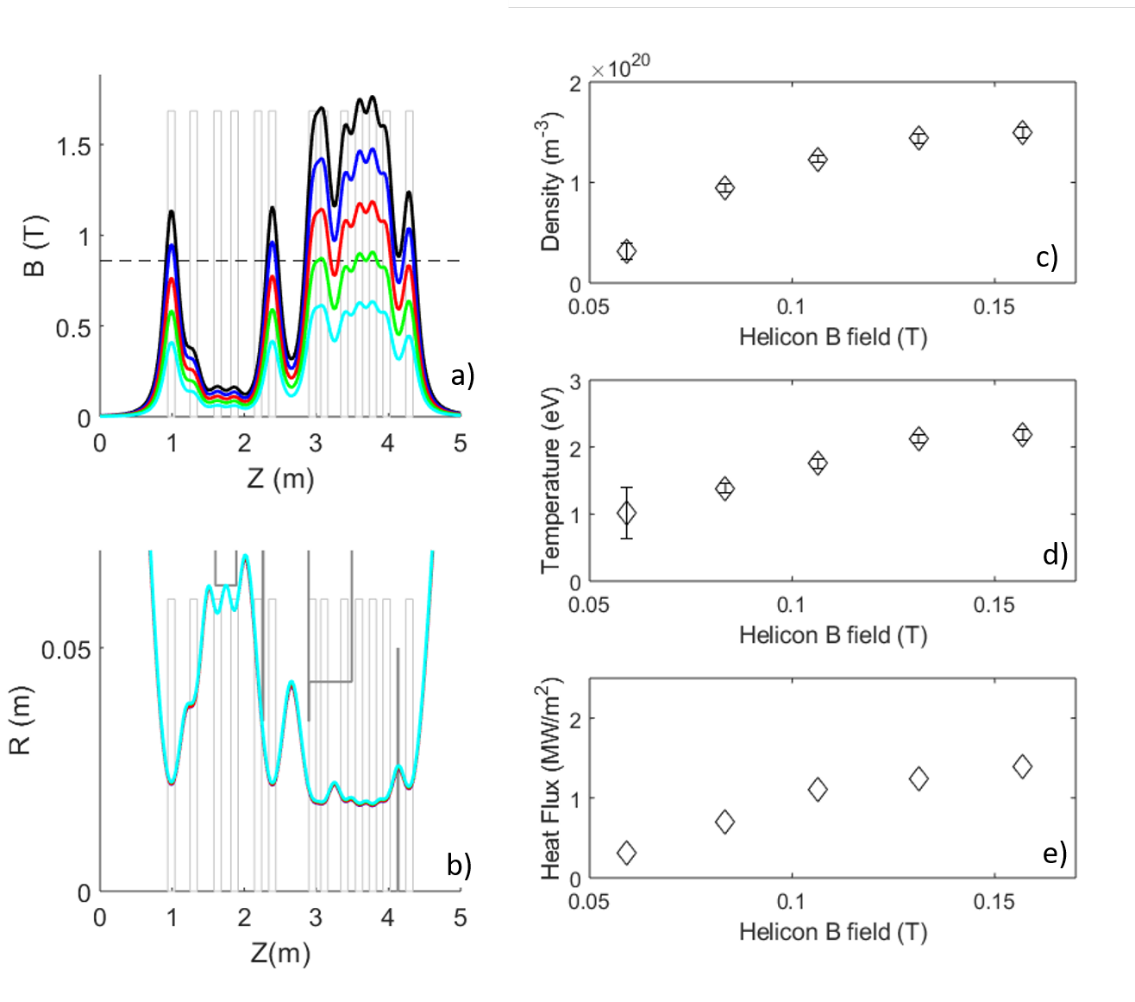 B (T)
1.5
1
0.5
0
0
1
2
3
4
5
Z (m)
a)
R (m)
0.05
0
0
1
2
3
4
5
Z(m)
b)
×10^20
Density (m^-3)
2
1
0
0.05
0.1
0.15
Helicon B field (T)
c)
Temperature (eV)
3
2
1
0
0.05
0.1
0.15
Helicon B field (T)
d)
Heat Flux (MW/m^2)
2
1
0
0.05
0.1
0.15
Helicon B field (T)
e)